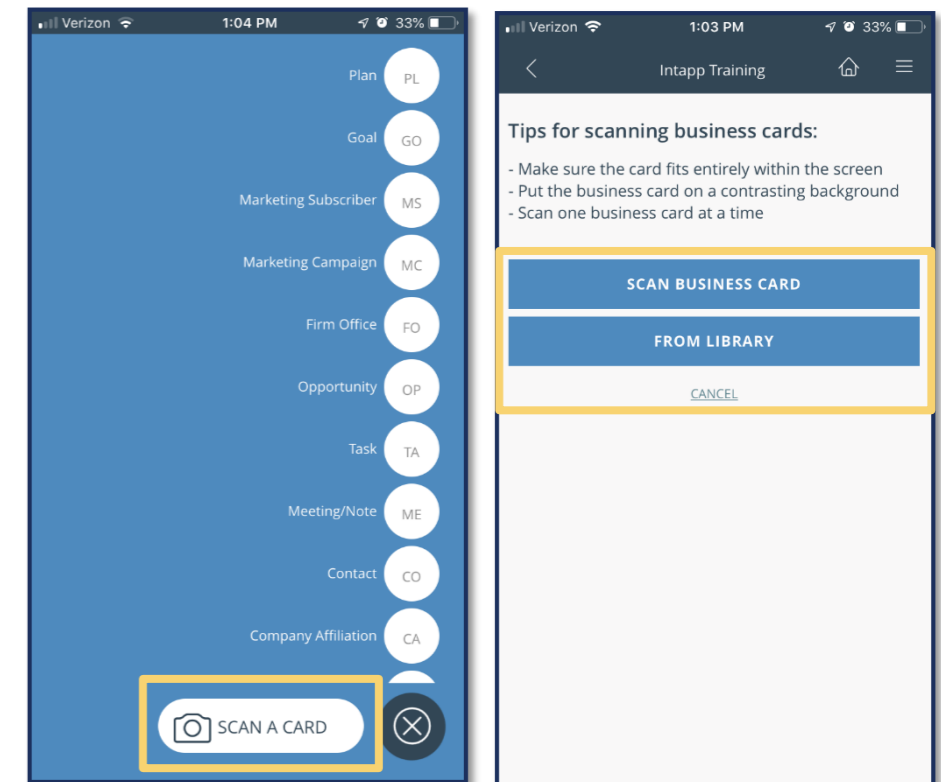 Verizon 1:04 PM 33%
Plan PL
Goal GO
Marketing Subscriber MS
Marketing Campaign MC
Firm Office FO
Opportunity OP
Task TA
Meeting/Note ME
Contact CO
Company Affiliation CA
SCAN A CARD
Verizon 1:03 PM 33%
Intapp Training
Tips for scanning business cards:
- Make sure the card fits entirely within the screen
- Put the business card on a contrasting background
- Scan one business card at a time
SCAN BUSINESS CARD
FROM LIBRARY
CANCEL